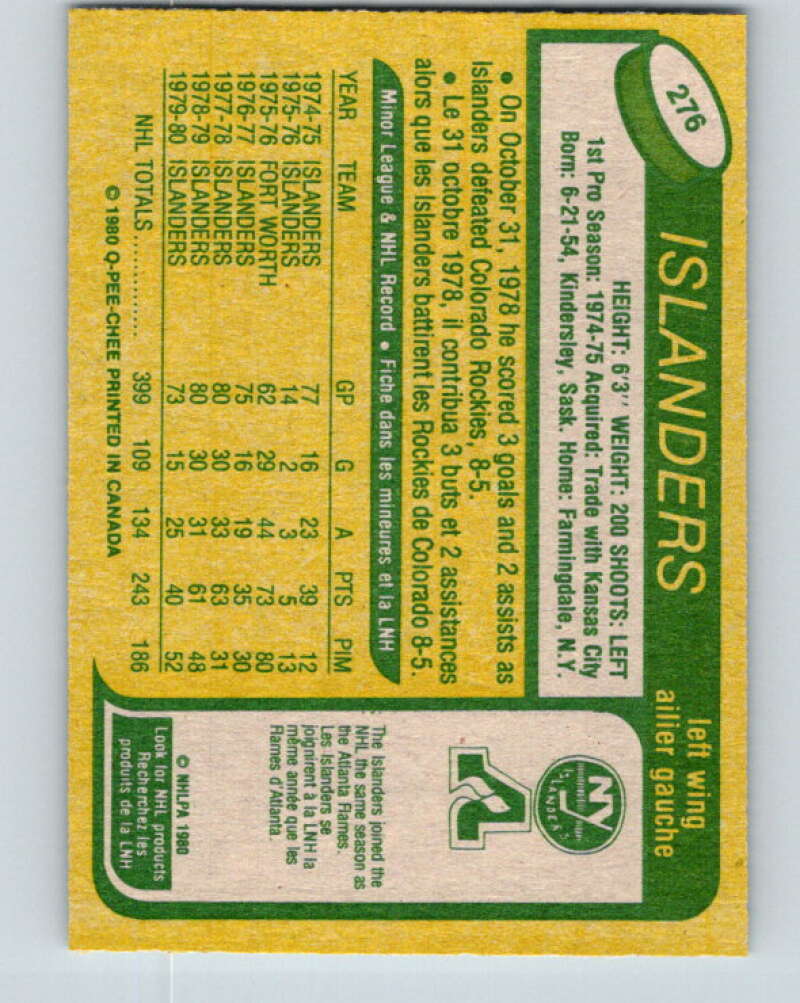 276
ISLANDERS
left wing
ailier gauche
HEIGHT: 6'3" WEIGHT: 200 SHOOTS: LEFT
1st Pro Season: 1974-75 Acquired: Trade with Kansas City
Born: 6-21-54, Kindersley, Sask. Home: Farmingdale, N.Y.
• On October 31, 1978 he scored 3 goals and 2 assists as
Islanders defeated Colorado Rockies, 8-5.
• Le 31 octobre 1978, il contribua 3 buts et 2 assistances
alors que les Islanders battirent les Rockies de Colorado 8-5.
Minor League & NHL Record • Fiche dans les mineures et la LNH
YEAR TEAM GP G A PTS PIM
1974-75 ISLANDERS 77 16 23 39 12
1975-76 ISLANDERS 14 2 3 5 13
1975-76 FORT WORTH 62 29 44 73 80
1976-77 ISLANDERS 75 16 19 35 30
1977-78 ISLANDERS 80 30 33 63 31
1978-79 ISLANDERS 80 30 31 61 48
1979-80 ISLANDERS 73 15 25 40 52
NHL TOTALS............... 399 109 134 243 186
© 1980 O-PEE-CHEE PRINTED IN CANADA
NY
ISLANDERS
The Islanders joined the
NHL the same season as
the Atlanta Flames.
Les Islanders se
joignirent à la LNH la
même année que les
Flames d'Atlanta.
© NHLPA 1980
Look for NHL products
Recherchez les
produits de la LNH